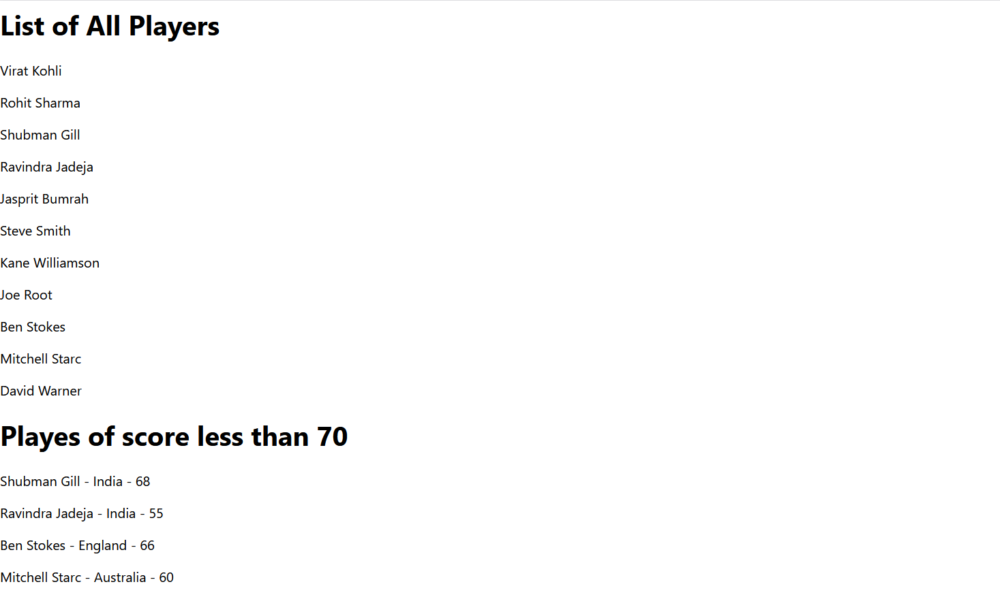 List of All Players
Virat Kohli
Rohit Sharma
Shubman Gill
Ravindra Jadeja
Jasprit Bumrah
Steve Smith
Kane Williamson
Joe Root
Ben Stokes
Mitchell Starc
David Warner
Playes of score less than 70
Shubman Gill - India - 68
Ravindra Jadeja - India - 55
Ben Stokes - England - 66
Mitchell Starc - Australia - 60